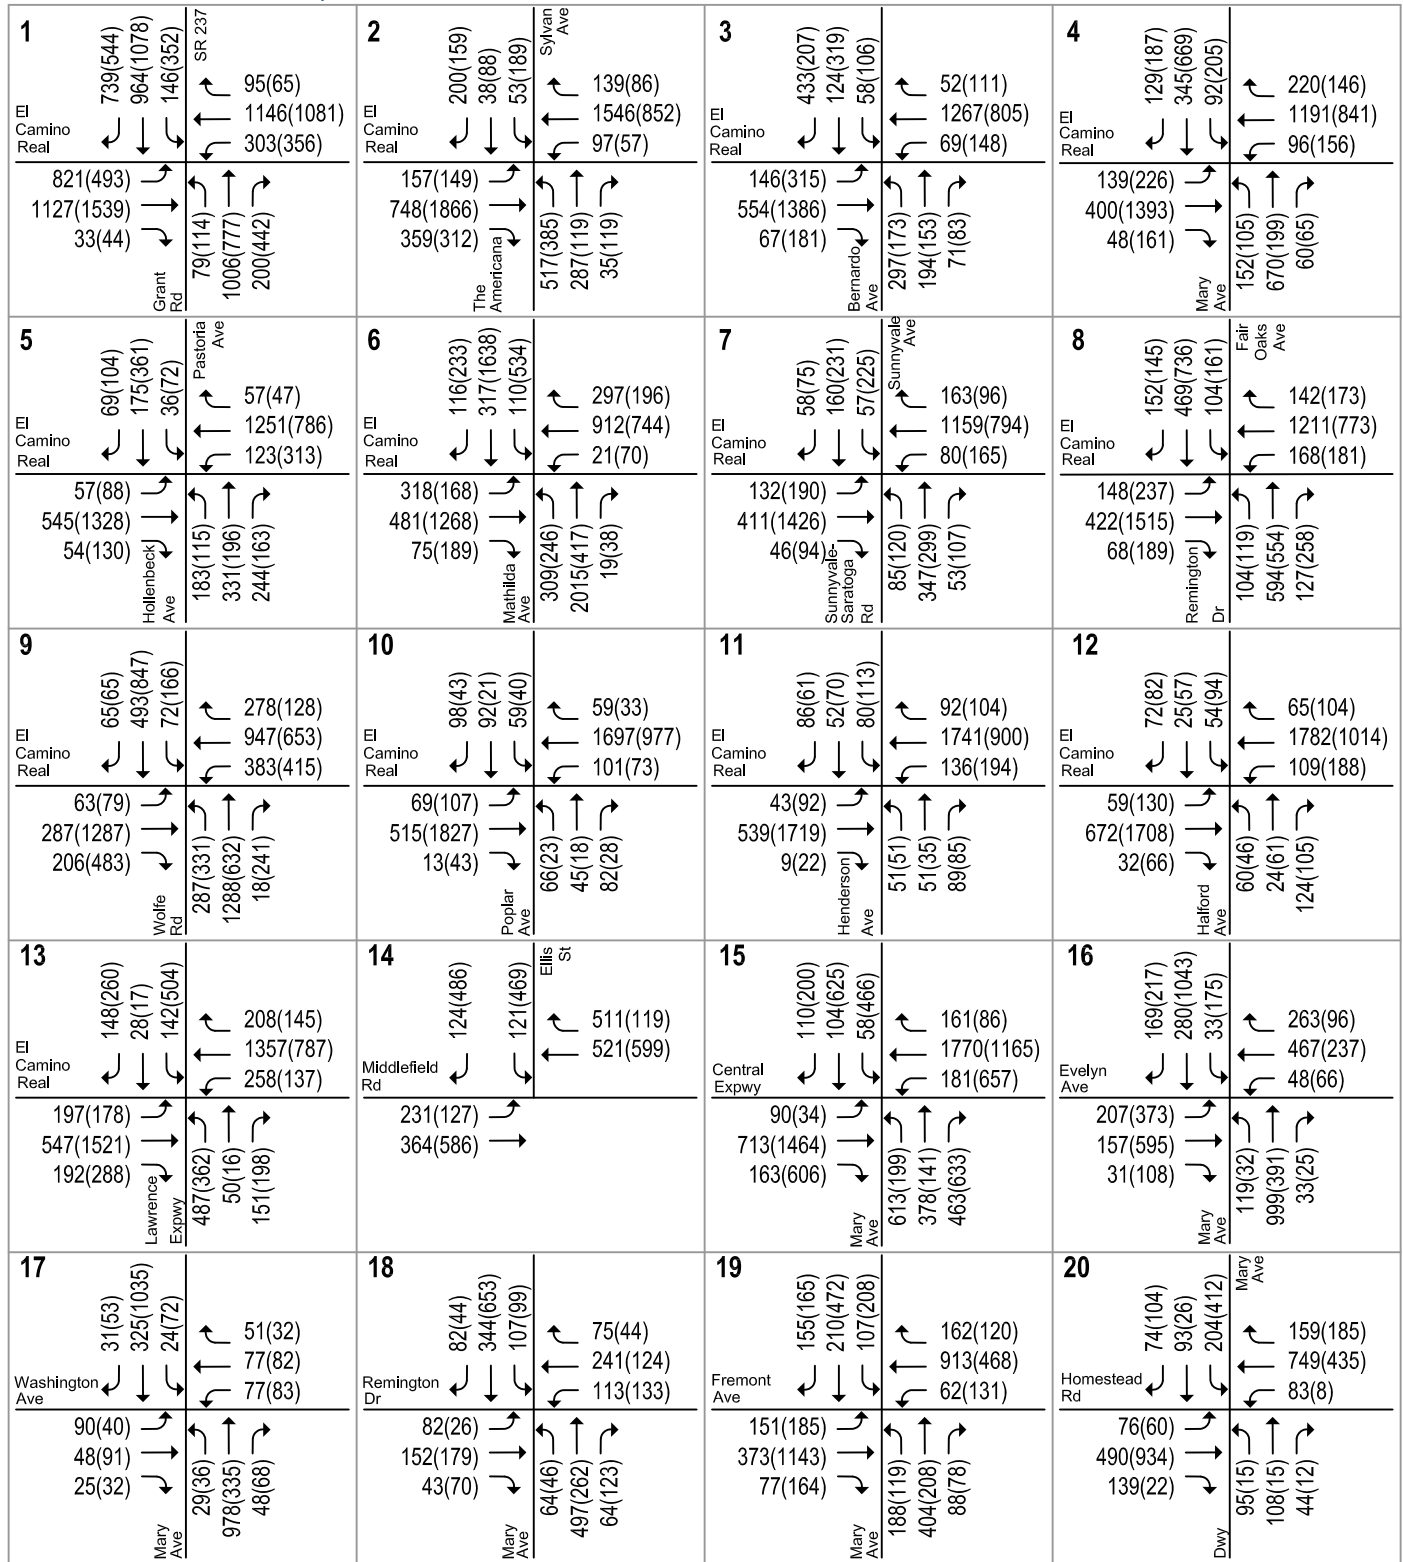 1
SR 237
739(544)
964(1078)
146(352)
95(65)
1146(1081)
303(356)
El
Camino
Real
821(493)
1127(1539)
33(44)
79(114)
1006(777)
200(442)
Grant
Rd
2
Sylvan
Ave
200(159)
38(88)
53(189)
139(86)
1546(852)
97(57)
El
Camino
Real
157(149)
748(1866)
359(312)
517(385)
287(119)
35(119)
The
Americana
3
433(207)
124(319)
58(106)
52(111)
1267(805)
69(148)
El
Camino
Real
146(315)
554(1386)
67(181)
297(173)
194(153)
71(83)
Bernardo
Ave
4
129(187)
345(669)
92(205)
220(146)
1191(841)
96(156)
El
Camino
Real
139(226)
400(1393)
48(161)
152(105)
670(199)
60(65)
Mary
Ave
5
Pastoria
Ave
69(104)
175(361)
36(72)
57(47)
1251(786)
123(313)
El
Camino
Real
57(88)
545(1328)
54(130)
183(115)
331(196)
244(163)
Hollenbeck
Ave
6
116(233)
317(1638)
110(534)
297(196)
912(744)
21(70)
El
Camino
Real
318(168)
481(1268)
75(189)
309(246)
2015(417)
19(38)
Mathilda
Ave
7
Sunnyvale
Ave
58(75)
160(231)
57(225)
163(96)
1159(794)
80(165)
El
Camino
Real
132(190)
411(1426)
46(94)
85(120)
347(299)
53(107)
Sunnyvale-
Saratoga
Rd
8
Fair
Oaks
Ave
152(145)
469(736)
104(161)
142(173)
1211(773)
168(181)
El
Camino
Real
148(237)
422(1515)
68(189)
104(119)
594(554)
127(258)
Remington
Dr
9
65(65)
493(847)
72(166)
278(128)
947(653)
383(415)
El
Camino
Real
63(79)
287(1287)
206(483)
287(331)
1288(632)
18(241)
Wolfe
Rd
10
98(43)
92(21)
59(40)
59(33)
1697(977)
101(73)
El
Camino
Real
69(107)
515(1827)
13(43)
66(23)
45(18)
82(28)
Poplar
Ave
11
86(61)
52(70)
80(113)
92(104)
1741(900)
136(194)
El
Camino
Real
43(92)
539(1719)
9(22)
51(51)
51(35)
89(85)
Henderson
Ave
12
72(82)
25(57)
54(94)
65(104)
1782(1014)
109(188)
El
Camino
Real
59(130)
672(1708)
32(66)
60(46)
24(61)
124(105)
Halford
Ave
13
148(260)
28(17)
142(504)
208(145)
1357(787)
258(137)
El
Camino
Real
197(178)
547(1521)
192(288)
487(362)
50(16)
151(198)
Lawrence
Expwy
14
Ellis
St
124(486)
121(469)
511(119)
521(599)
Middlefield
Rd
231(127)
364(586)
15
110(200)
104(625)
58(466)
161(86)
1770(1165)
181(657)
Central
Expwy
90(34)
713(1464)
163(606)
613(199)
378(141)
463(633)
Mary
Ave
16
169(217)
280(1043)
33(175)
263(96)
467(237)
48(66)
Evelyn
Ave
207(373)
157(595)
31(108)
119(32)
999(391)
33(25)
Mary
Ave
17
31(53)
325(1035)
24(72)
51(32)
77(82)
77(83)
Washington
Ave
90(40)
48(91)
25(32)
29(36)
978(335)
48(68)
Mary
Ave
18
82(44)
344(653)
107(99)
75(44)
241(124)
113(133)
Remington
Dr
82(26)
152(179)
43(70)
64(46)
497(262)
64(123)
Mary
Ave
19
155(165)
210(472)
107(208)
162(120)
913(468)
62(131)
Fremont
Ave
151(185)
373(1143)
77(164)
188(119)
404(208)
88(78)
Mary
Ave
20
Mary
Ave
74(104)
93(26)
204(412)
159(185)
749(435)
83(8)
Homestead
Rd
76(60)
490(934)
139(22)
95(15)
108(15)
44(12)
Dwy